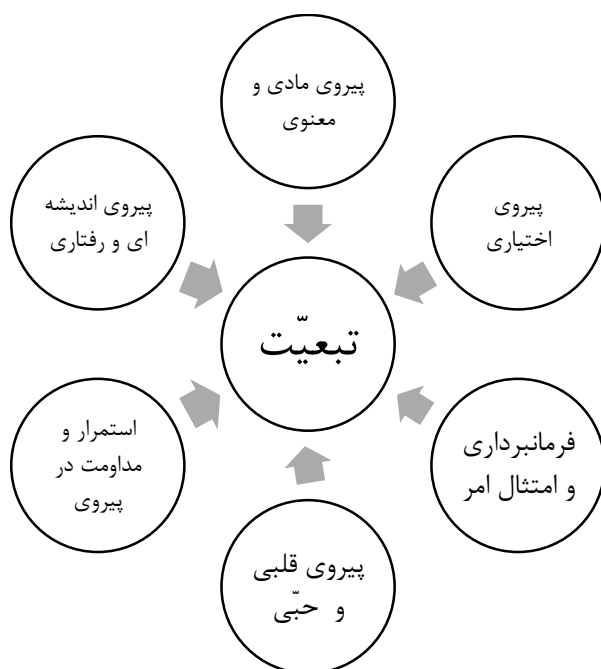 پیروی مادی و
معنوی
پیروی
اختیاری
فرمانبرداری
و امتثال امر
پیروی قلبی
و حبّی
استمرار و
مداومت در
پیروی
پیروی اندیشه
ای و رفتاری
تبعیّت